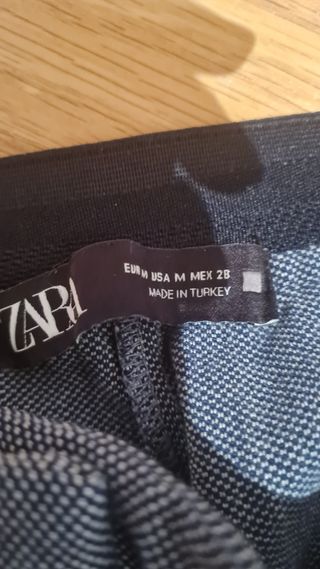 ZARA
EUR M USA M MEX 28
MADE IN TURKEY